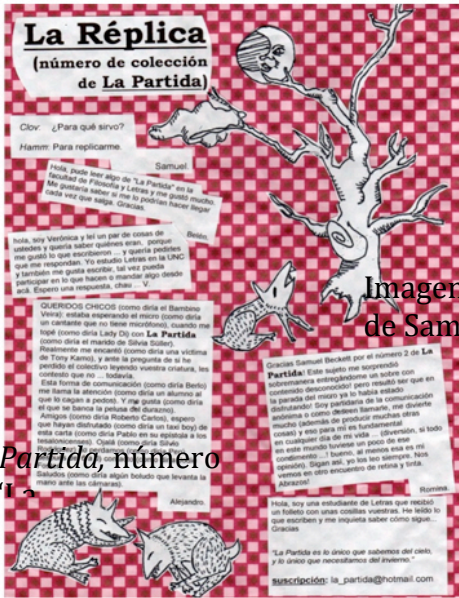 La Réplica
(número de colección
de La Partida)
Clov: ¿Para qué sirvo?
Hamm: Para replicarme.
Samuel.
Hola, pude leer algo de "La Partida" en la
facultad de Filosofía y Letras y me gustó mucho.
Me gustaría saber si me lo podrían hacer llegar
cada vez que salga. Gracias.
Belén.
hola, soy Verónica y leí un par de cosas de
ustedes y quería saber quiénes eran, porque
me gustó lo que escribieron ... y quería pedirles
que me respondan. Yo estudio Letras en la UNC
y también me gusta escribir, tal vez pueda
participar en lo que hacen o mandar algo desde
acá. Espero una respuesta, chau ... V.
Imagen
de Sam
QUERIDOS CHICOS (como diría el Bambino
Veira): estaba esperando el micro (como diría
un cantante que no tiene micrófono), cuando me
topé (como diría Lady Di) con La Partida
(como diría el marido de Silvia Süller).
Realmente me encantó (como diría una víctima
de Tony Kamo), y ante la pregunta de si he
perdido el colectivo leyendo vuestra criatura, les
contesto que no ... todavía.
Esta forma de comunicación (como diría Berlo)
me llama la atención (como diría un alumno al
que lo cagan a pedos). Y me gusta (como diría
el que se banca la pelusa del durazno).
Amigos (como diría Roberto Carlos), espero
que hayan disfrutado (como diría un taxi boy) de
esta carta (como diría Pablo en su epístola a los
tesalonicenses). Ojalá (como diría Silvio
Saludos (como diría algún boludo que levanta la
mano ante las cámaras).
Alejandro.
Partida, número
Gracias Samuel Beckett por el número 2 de La
Partida! Este sujeto me sorprendió
sobremanera entregándome un sobre con
contenido desconocido! pero resultó ser que en
la parada del micro ya lo había estado
disfrutando! Soy partidaria de la comunicación
anónima o como deseen llamarle, me divierte
mucho (además de producir muchas otras
cosas) y eso para mí es fundamental
en cualquier día de mi vida ... diversión, si todo
en este mundo tuviese un poco de ese
condimento ...! bueno, al menos esa es mi
opinión). Sigan así, yo los leo siempre. Nos
vemos en otro encuentro de retina y tinta.
Abrazos!
Romina.
Hola, soy una estudiante de Letras que recibió
un folleto con unas cosillas vuestras. He leído lo
que escriben y me inquieta saber cómo sigue...
Gracias
"La Partida es lo único que sabemos del cielo,
y lo único que necesitamos del invierno."
suscripción: la_partida@hotmail.com